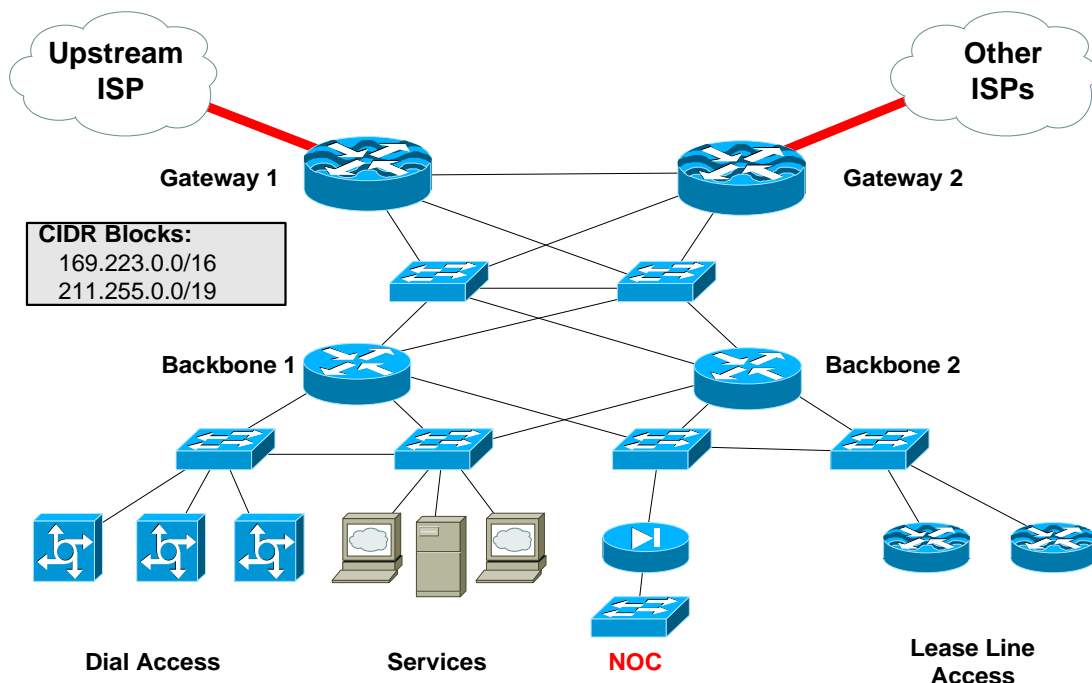 Upstream
ISP
Other
ISPs
Gateway 1
Gateway 2
CIDR Blocks:
169.223.0.0/16
211.255.0.0/19
Backbone 1
Backbone 2
Dial Access
Services
NOC
Lease Line
Access